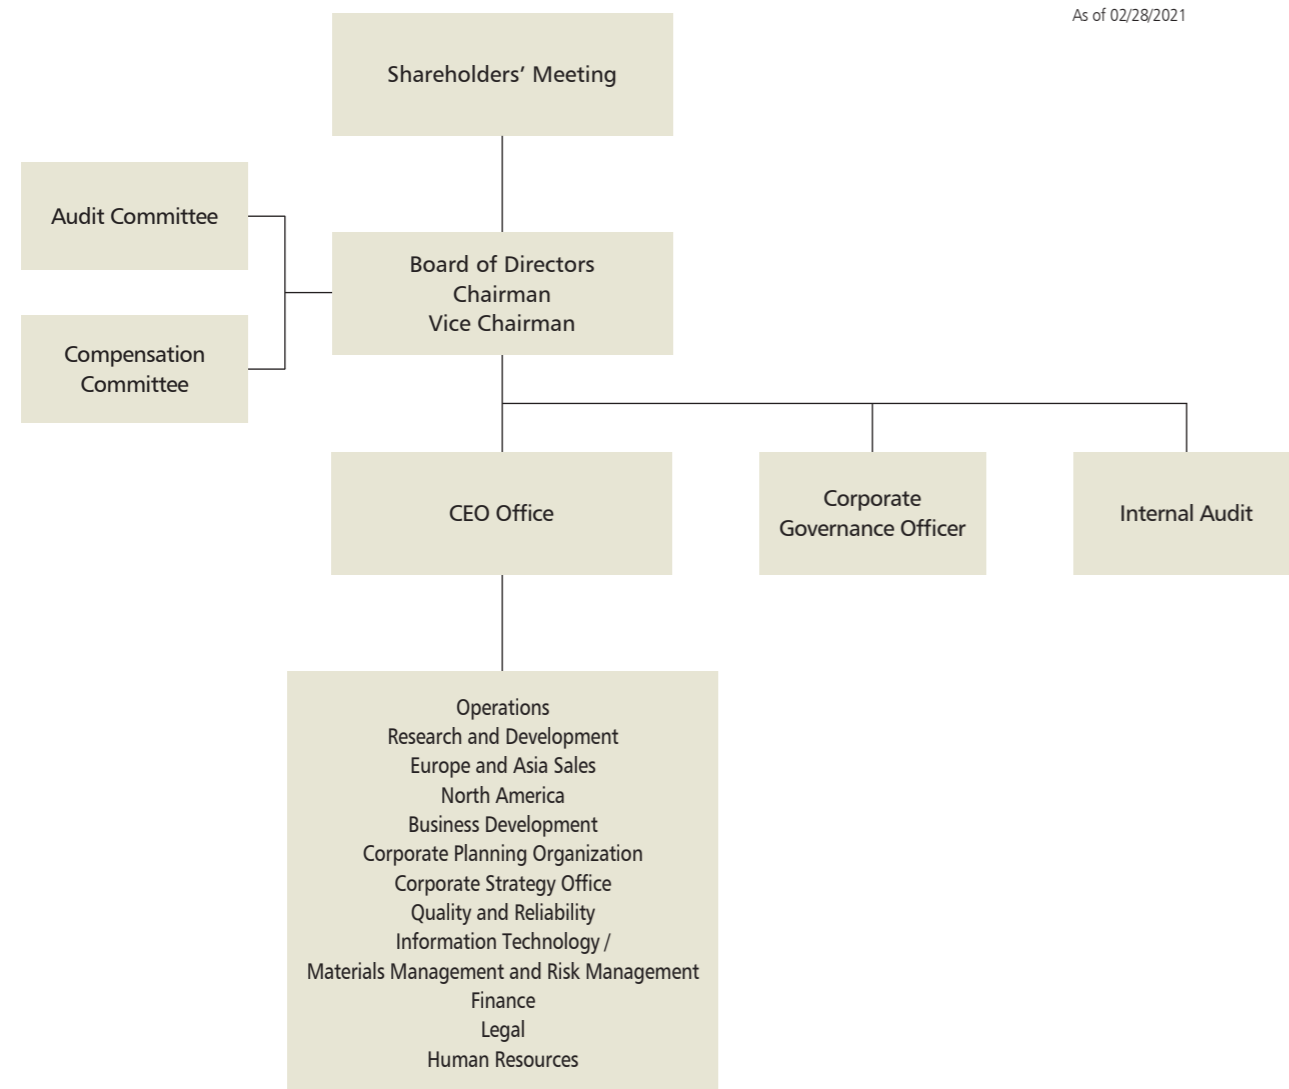 As of 02/28/2021
Shareholders’ Meeting
Audit Committee
Board of Directors
Chairman
Vice Chairman
Compensation
Committee
CEO Office
Corporate
Governance Officer
Internal Audit
Operations
Research and Development
Europe and Asia Sales
North America
Business Development
Corporate Planning Organization
Corporate Strategy Office
Quality and Reliability
Information Technology /
Materials Management and Risk Management
Finance
Legal
Human Resources